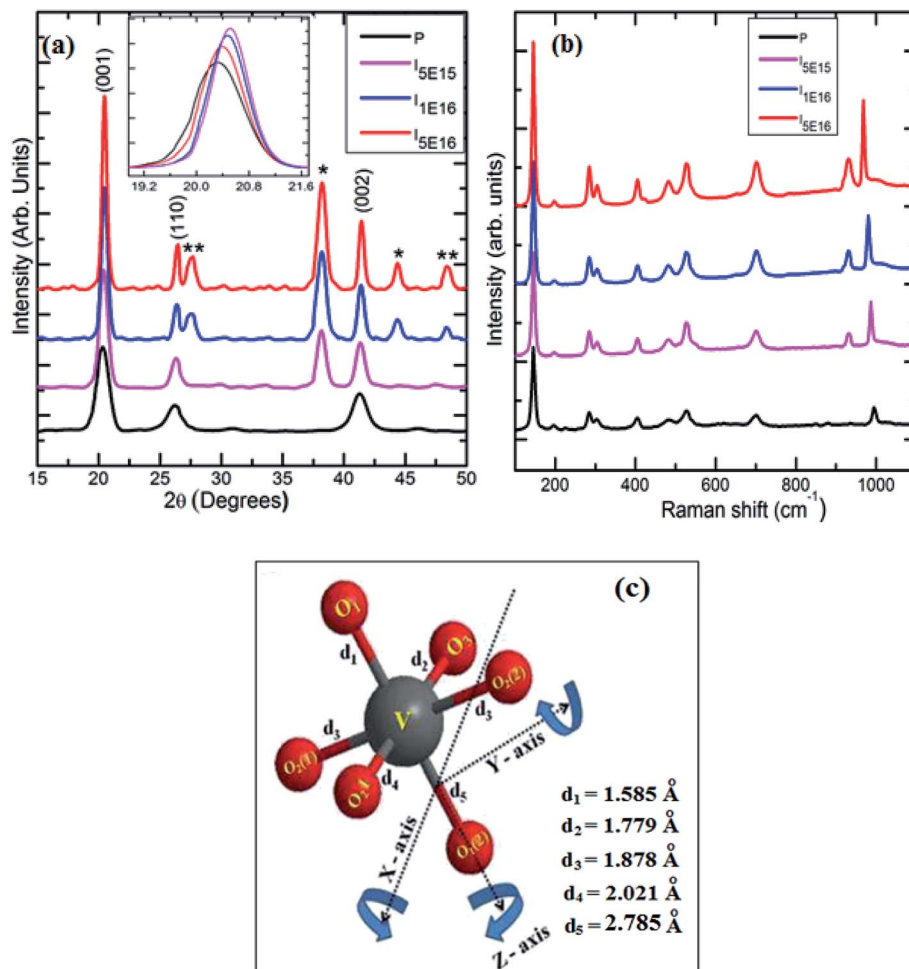 (a)
P
I5E15
I1E16
I5E16
19.2 20.0 20.8 21.6
(001)
(110)
**
*
(002)
*
**
Intensity (Arb. Units)
15 20 25 30 35 40 45 50
2θ (Degrees)
(b)
P
I5E15
I1E16
I5E16
Intensity (arb. units)
200 400 600 800 1000
Raman shift (cm-1)
(c)
O1
O3
d1
d2
O2(2)
V
d3
d3
O2(1)
d4
O21
d5
O1(2)
X - axis
Y - axis
Z - axis
d1 = 1.585 Å
d2 = 1.779 Å
d3 = 1.878 Å
d4 = 2.021 Å
d5 = 2.785 Å